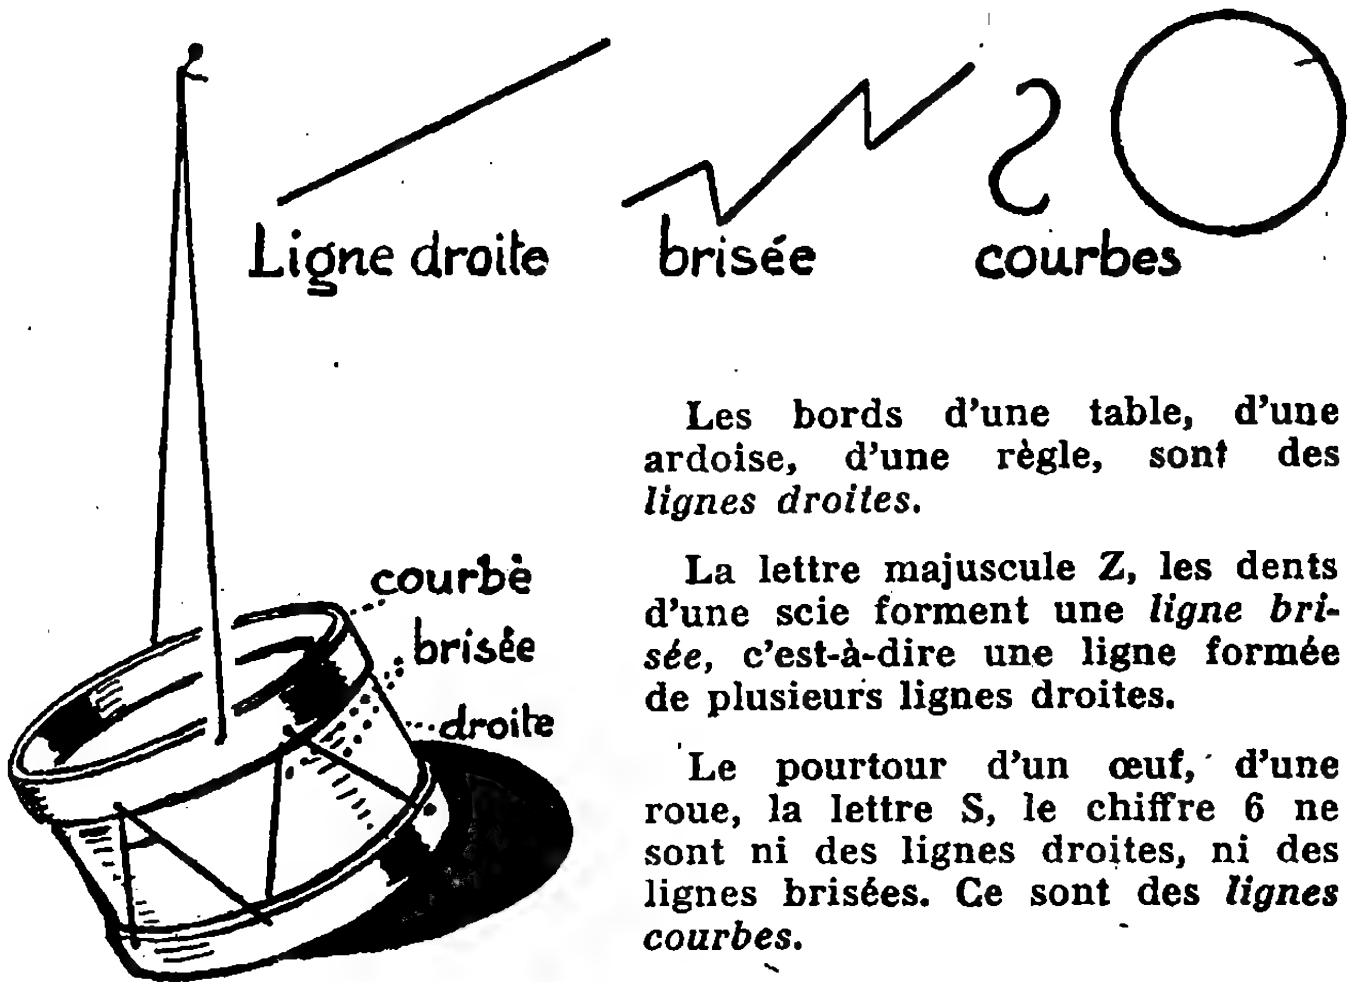 Ligne droite brisée courbes
courbe
brisée
droite
Les bords d'une table, d'une
ardoise, d'une règle, sont des
lignes droites.
La lettre majuscule Z, les dents
d'une scie forment une ligne bri-
sée, c'est-à-dire une ligne formée
de plusieurs lignes droites.
Le pourtour d'un œuf, d'une
roue, la lettre S, le chiffre 6 ne
sont ni des lignes droites, ni des
lignes brisées. Ce sont des lignes
courbes.